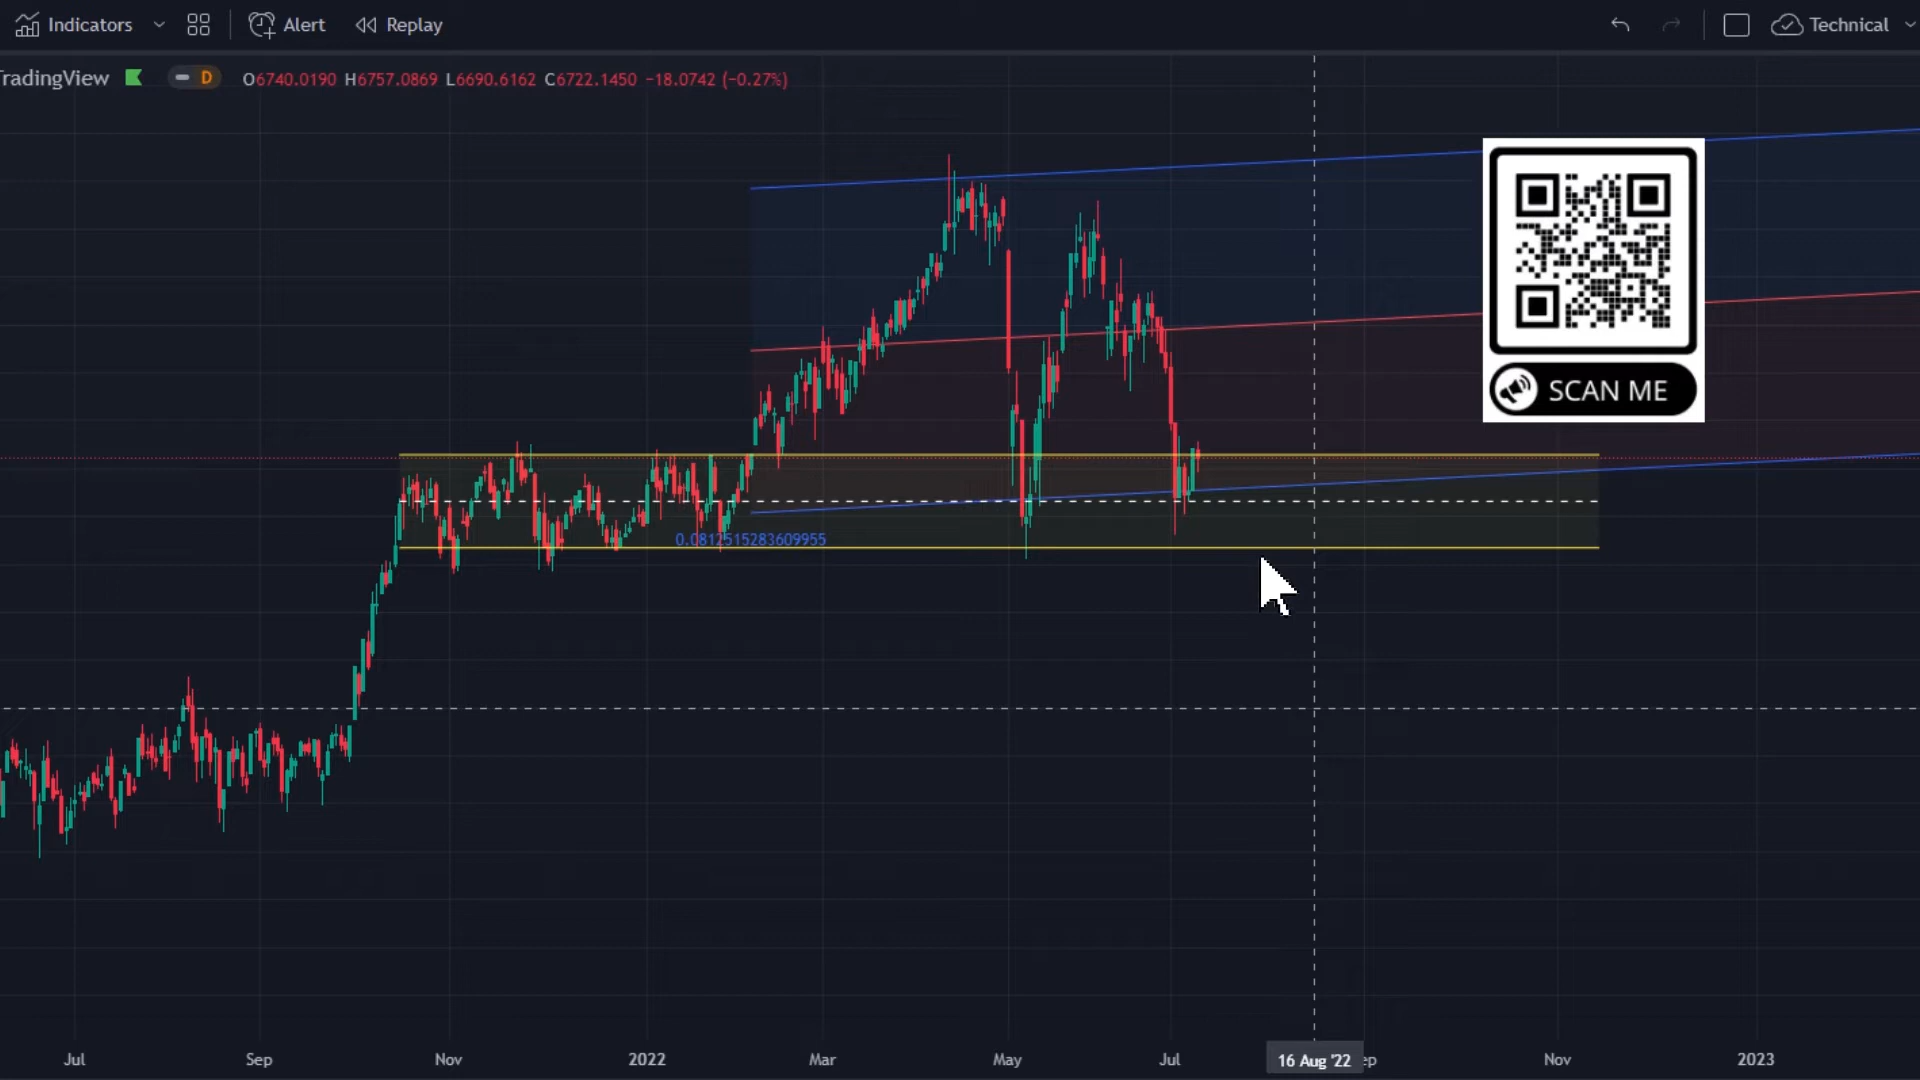 Indicators Alert Replay Technical
TradingView D O6740.0190 H6757.0869 L6690.6162 C6722.1450 −18.0742 (−0.27%)
SCAN ME
0.0812515283609955
Jul Sep Nov 2022 Mar May Jul 16 Aug '22 ep Nov 2023